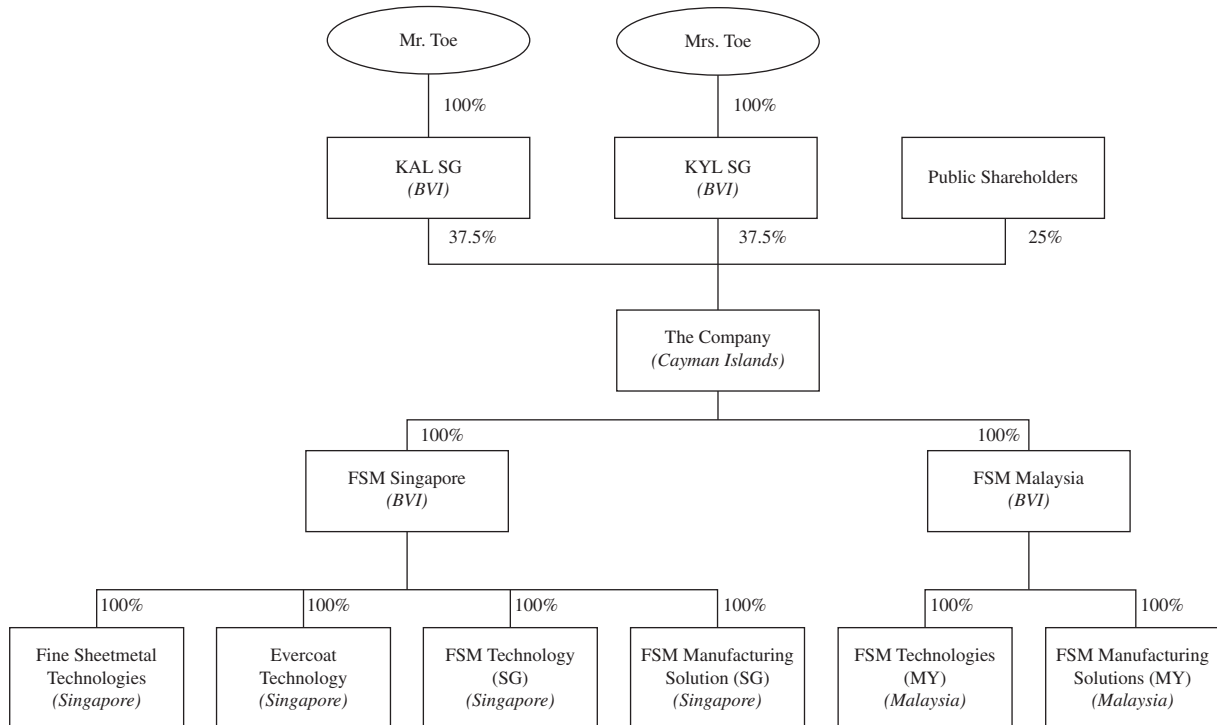 Mr. Toe
Mrs. Toe
100%
100%
KAL SG
(BVI)
KYL SG
(BVI)
Public Shareholders
37.5%
37.5%
25%
The Company
(Cayman Islands)
100%
100%
FSM Singapore
(BVI)
FSM Malaysia
(BVI)
100%
100%
100%
100%
100%
100%
Fine Sheetmetal
Technologies
(Singapore)
Evercoat
Technology
(Singapore)
FSM Technology
(SG)
(Singapore)
FSM Manufacturing
Solution (SG)
(Singapore)
FSM Technologies
(MY)
(Malaysia)
FSM Manufacturing
Solutions (MY)
(Malaysia)